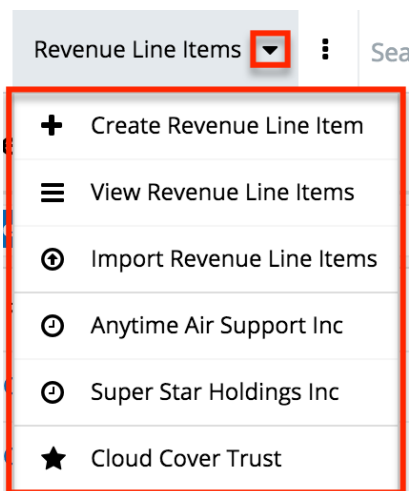 Revenue Line Items
Sea
Create Revenue Line Item
View Revenue Line Items
Import Revenue Line Items
Anytime Air Support Inc
Super Star Holdings Inc
Cloud Cover Trust